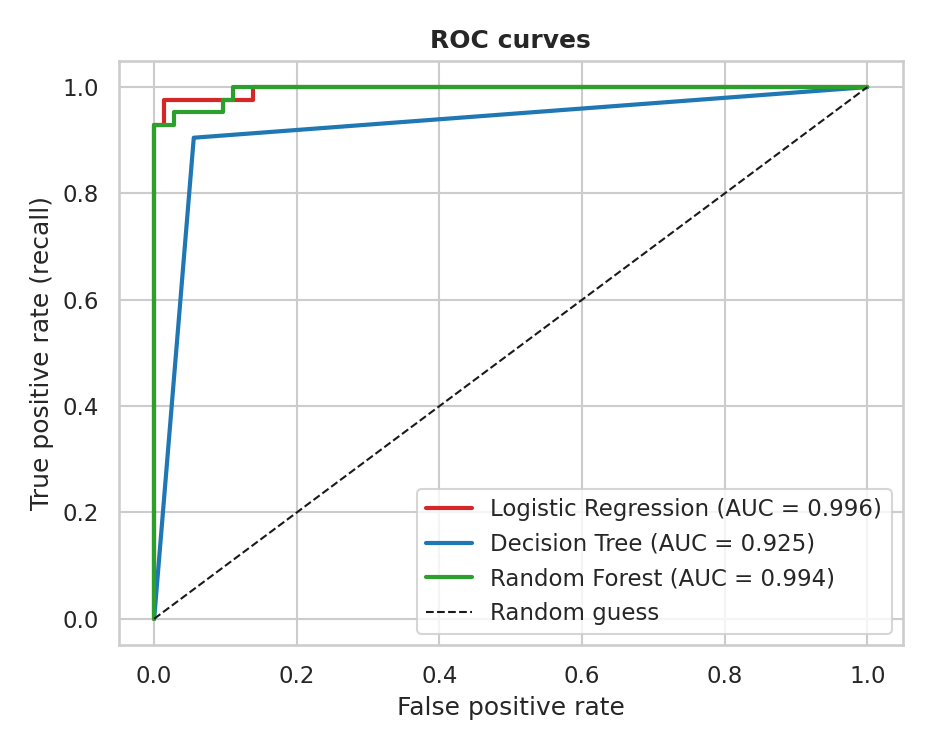 ROC curves
True positive rate (recall)
1.0
0.8
0.6
0.4
0.2
0.0
Logistic Regression (AUC = 0.996)
Decision Tree (AUC = 0.925)
Random Forest (AUC = 0.994)
Random guess
0.0 0.2 0.4 0.6 0.8 1.0
False positive rate